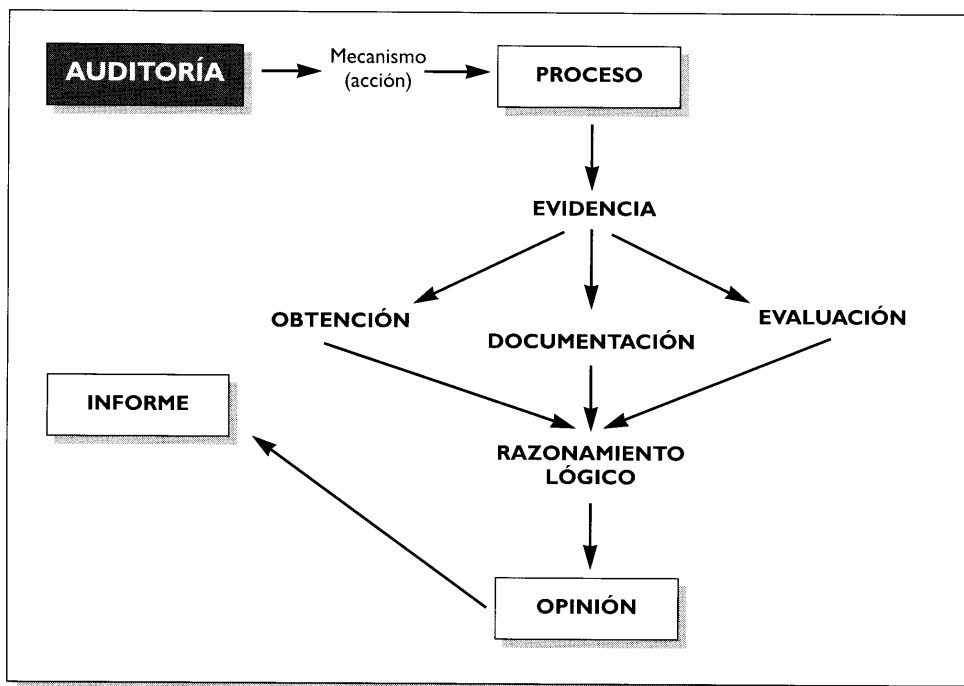 AUDITORÍA
Mecanismo
(acción)
PROCESO
EVIDENCIA
OBTENCIÓN
DOCUMENTACIÓN
EVALUACIÓN
INFORME
RAZONAMIENTO
LÓGICO
OPINIÓN